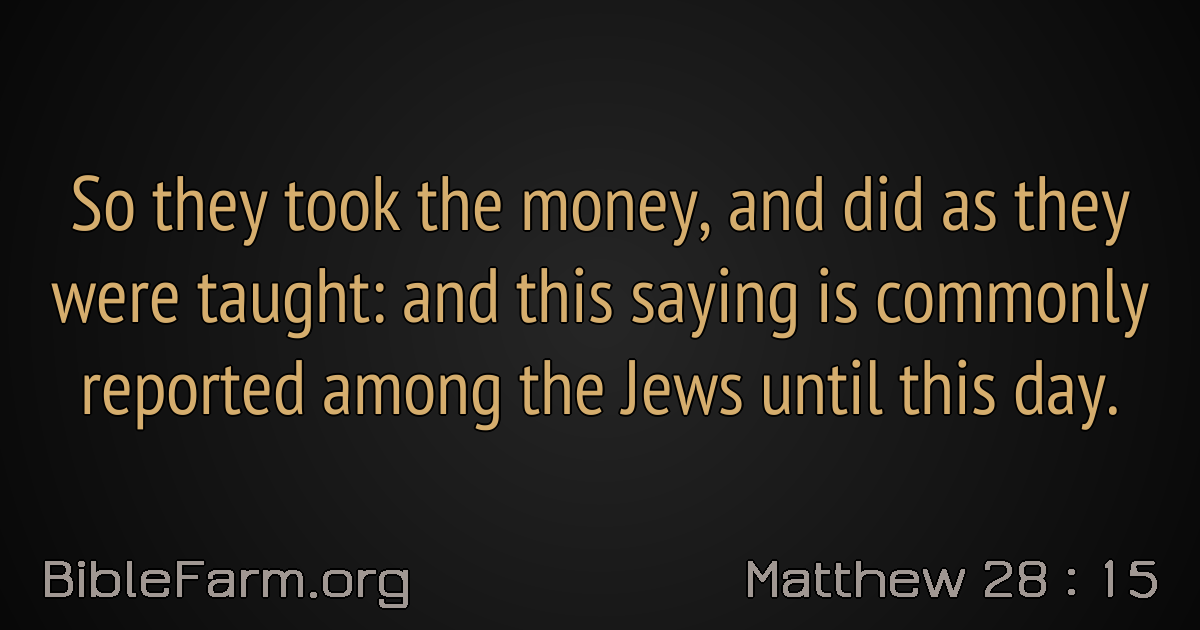 So they took the money, and did as they
were taught: and this saying is commonly
reported among the Jews until this day.
BibleFarm.org
Matthew 28 : 15